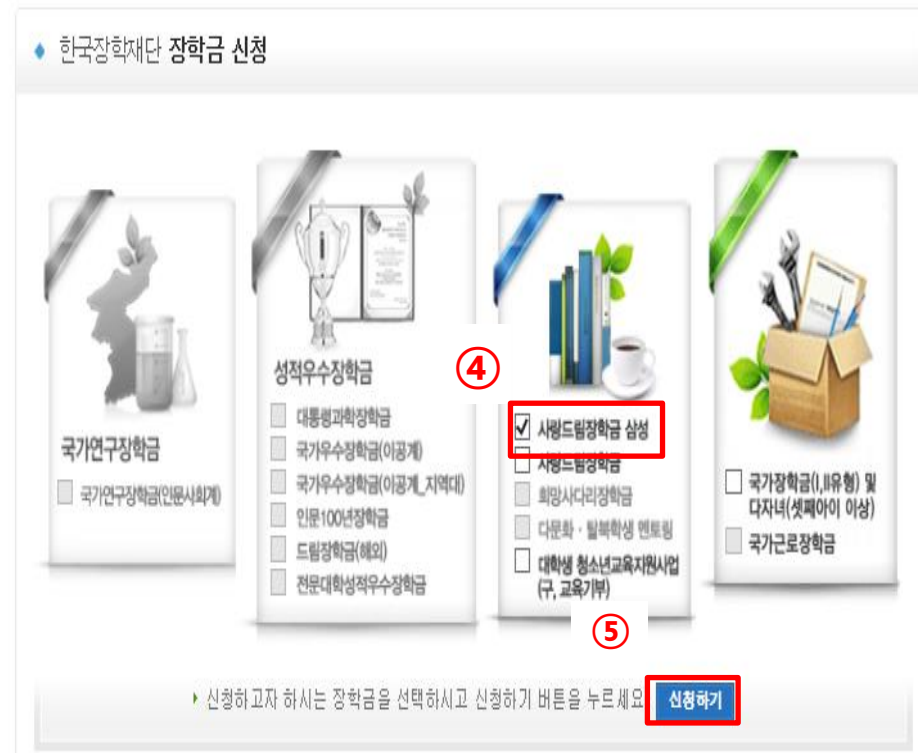 한국장학재단 장학금 신청
국가연구장학금
국가연구장학금(인문사회계)
성적우수장학금
대통령과학장학금
국가우수장학금(이공계)
국가우수장학금(이공계_지역대)
인문100년장학금
드림장학금(해외)
전문대학성적우수장학금
④
사랑드림장학금 삼성
사랑드림장학금
희망사다리장학금
다문화·탈북학생 멘토링
대학생 청소년교육지원사업
(구, 교육기부)
국가장학금(I,II유형) 및
다자녀(셋째아이 이상)
국가근로장학금
⑤
신청하고자 하시는 장학금을 선택하시고 신청하기 버튼을 누르세요 신청하기